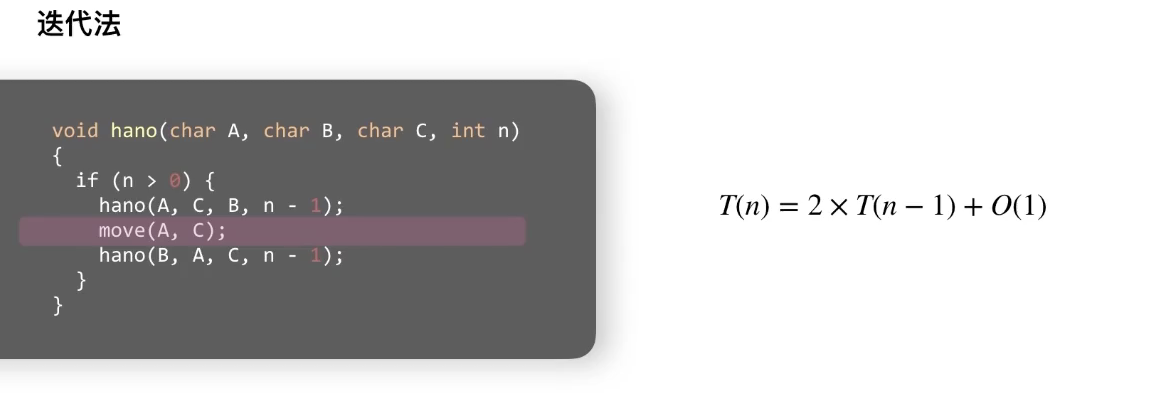 迭代法
void hano(char A, char B, char C, int n)
{
if (n > 0) {
hano(A, C, B, n - 1);
move(A, C);
hano(B, A, C, n - 1);
}
}
T(n) = 2 × T(n − 1) + O(1)